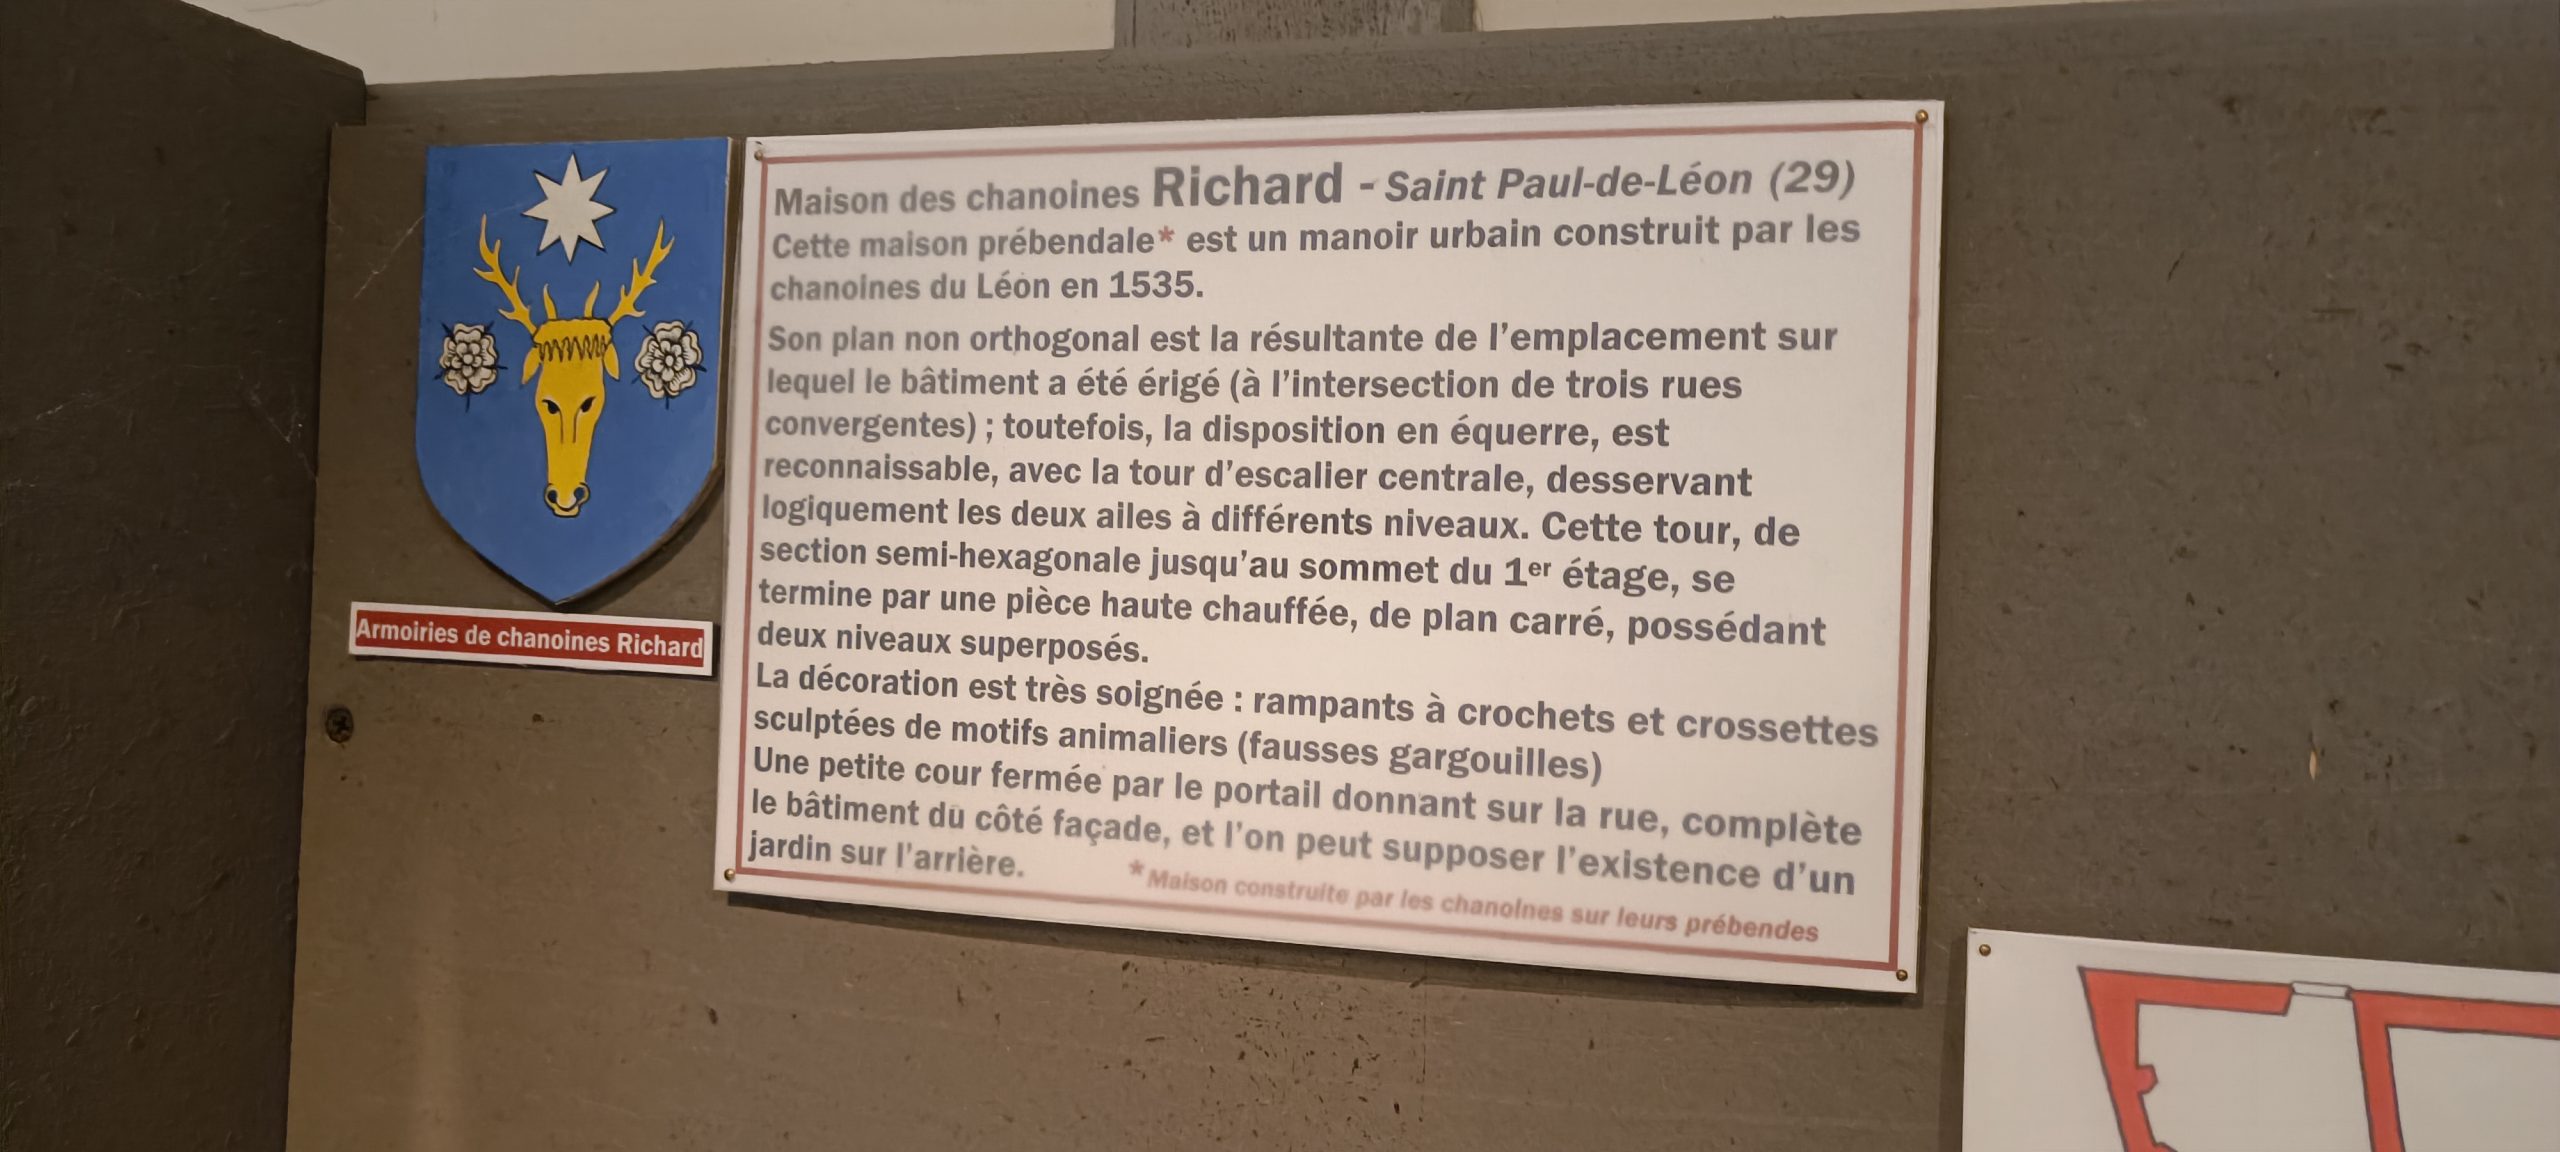 Maison des chanoines Richard - Saint Paul-de-Léon (29)
Cette maison prébendale* est un manoir urbain construit par les
chanoines du Léon en 1535.
Son plan non orthogonal est la résultante de l'emplacement sur
lequel le bâtiment a été érigé (à l'intersection de trois rues
convergentes) ; toutefois, la disposition en équerre, est
reconnaissable, avec la tour d'escalier centrale, desservant
logiquement les deux ailes à différents niveaux. Cette tour, de
section semi-hexagonale jusqu'au sommet du 1er étage, se
termine par une pièce haute chauffée, de plan carré, possédant
deux niveaux superposés.
La décoration est très soignée : rampants à crochets et crossettes
sculptées de motifs animaliers (fausses gargouilles)
Une petite cour fermée par le portail donnant sur la rue, complète
le bâtiment du côté façade, et l'on peut supposer l'existence d'un
jardin sur l'arrière.
* Maison construite par les chanoines sur leurs prébendes
Armoiries de chanoines Richard